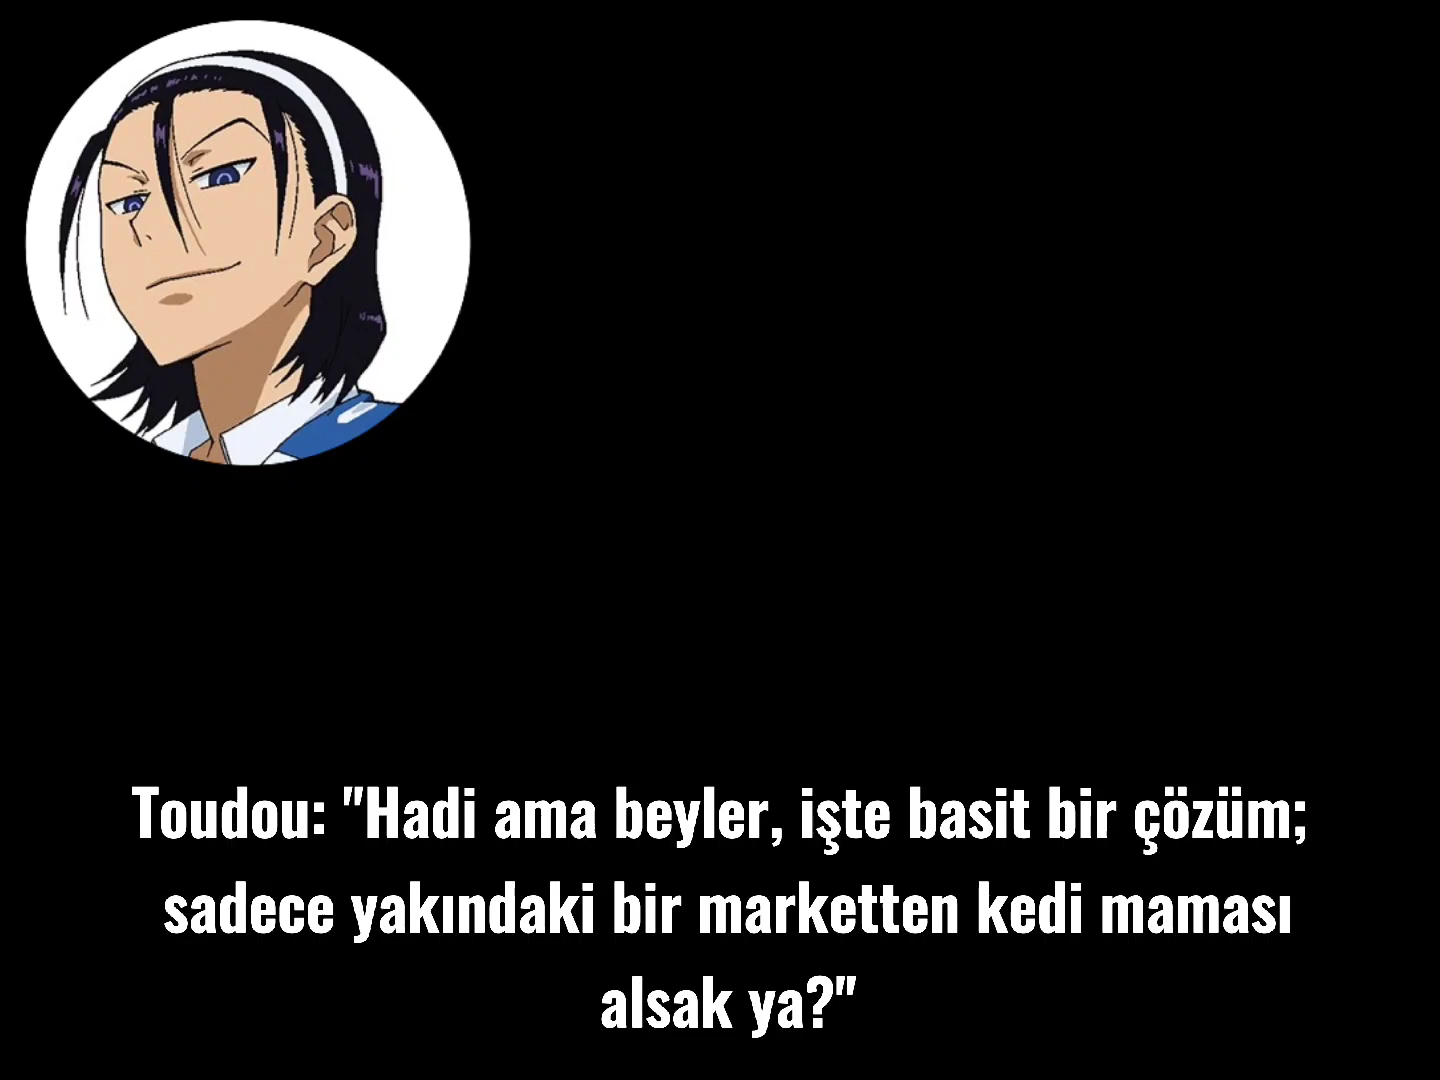 Toudou: "Hadi ama beyler, işte basit bir çözüm;
sadece yakındaki bir marketten kedi maması
alsak ya?"